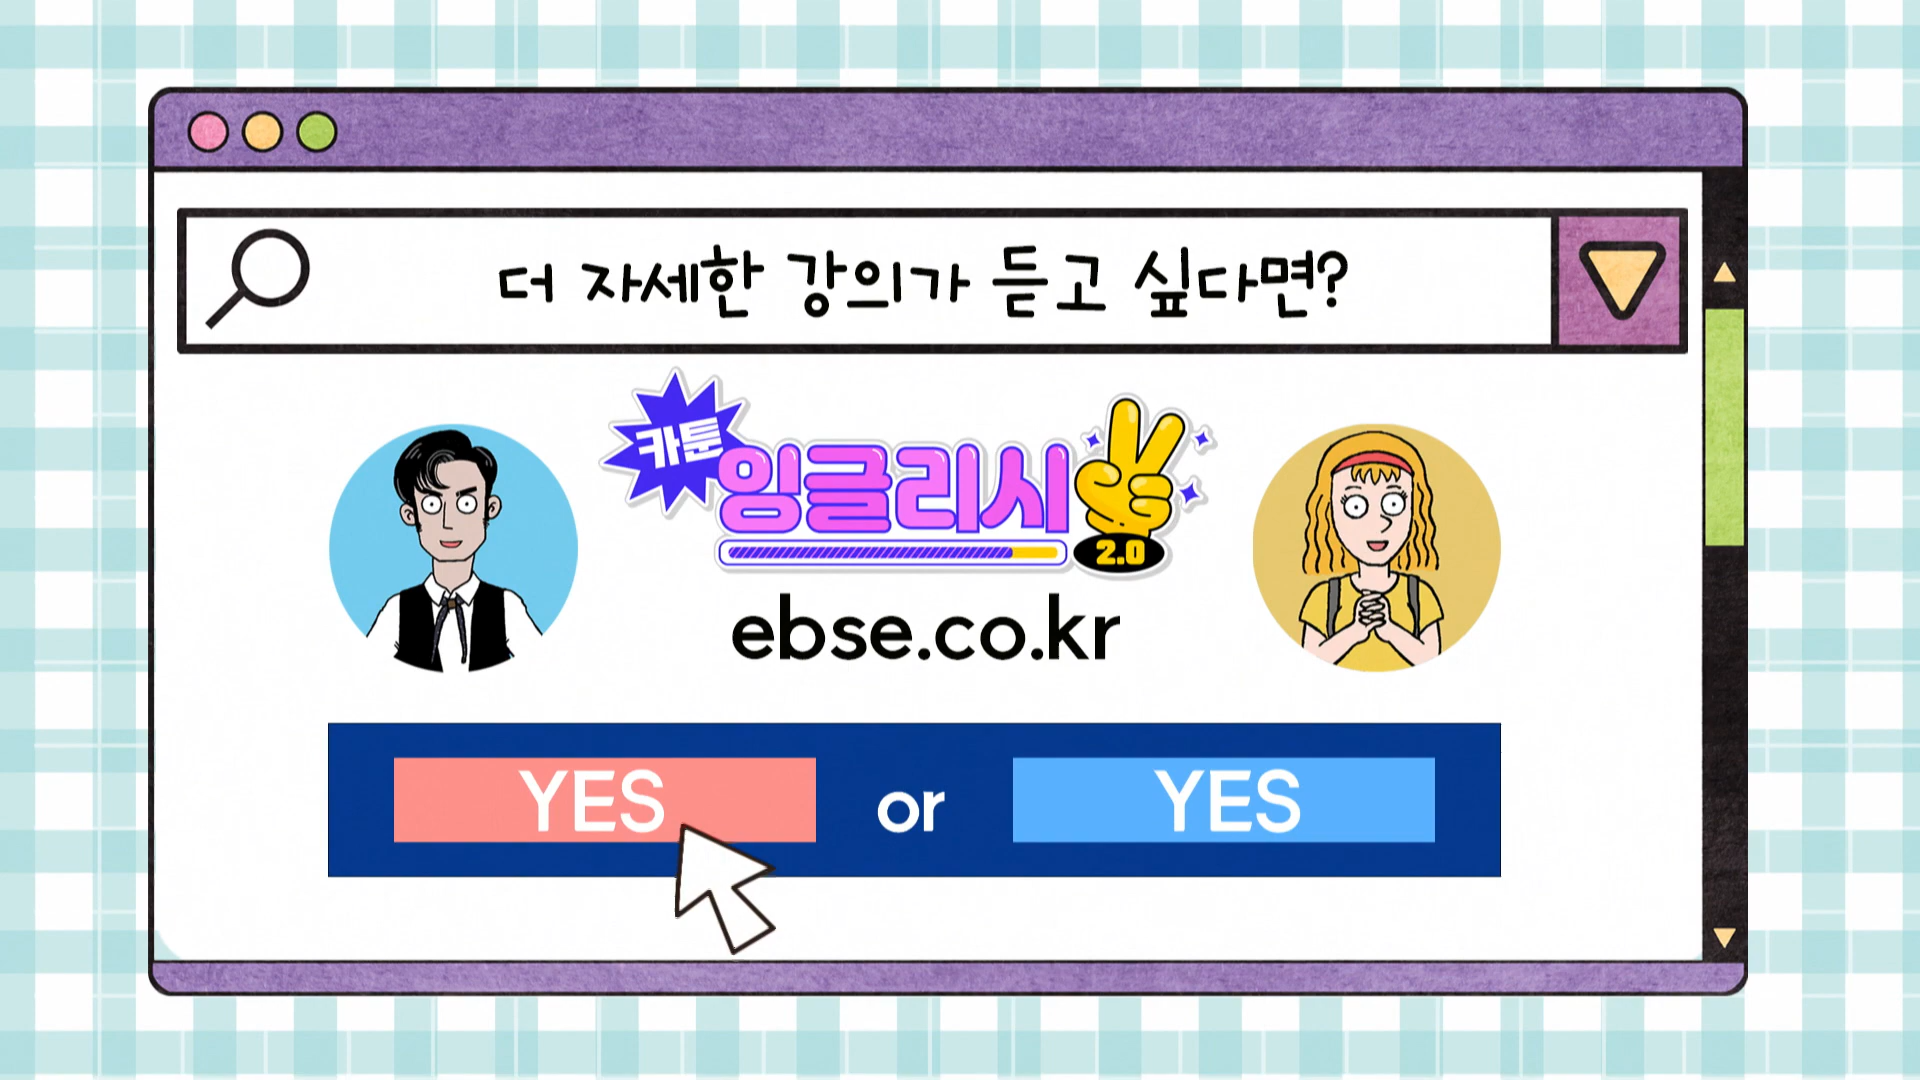 더 자세한 강의가 듣고 싶다면?
카툰
잉글리시
2.0
ebse.co.kr
YES or YES